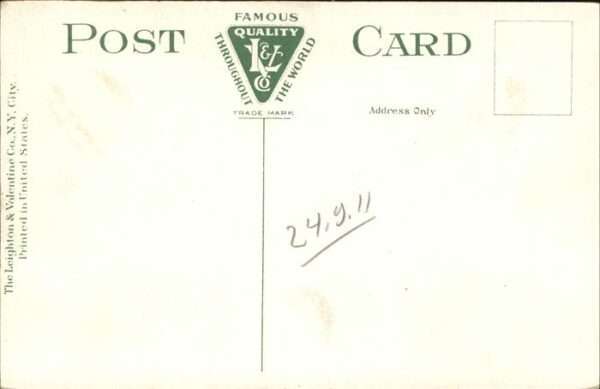 POST CARD
FAMOUS
QUALITY
THROUGHOUT
THE WORLD
L&V
Co
TRADE MARK
Address Only
24.9.11
The Leighton & Valentine Co., N.Y. City.
Printed in United States.